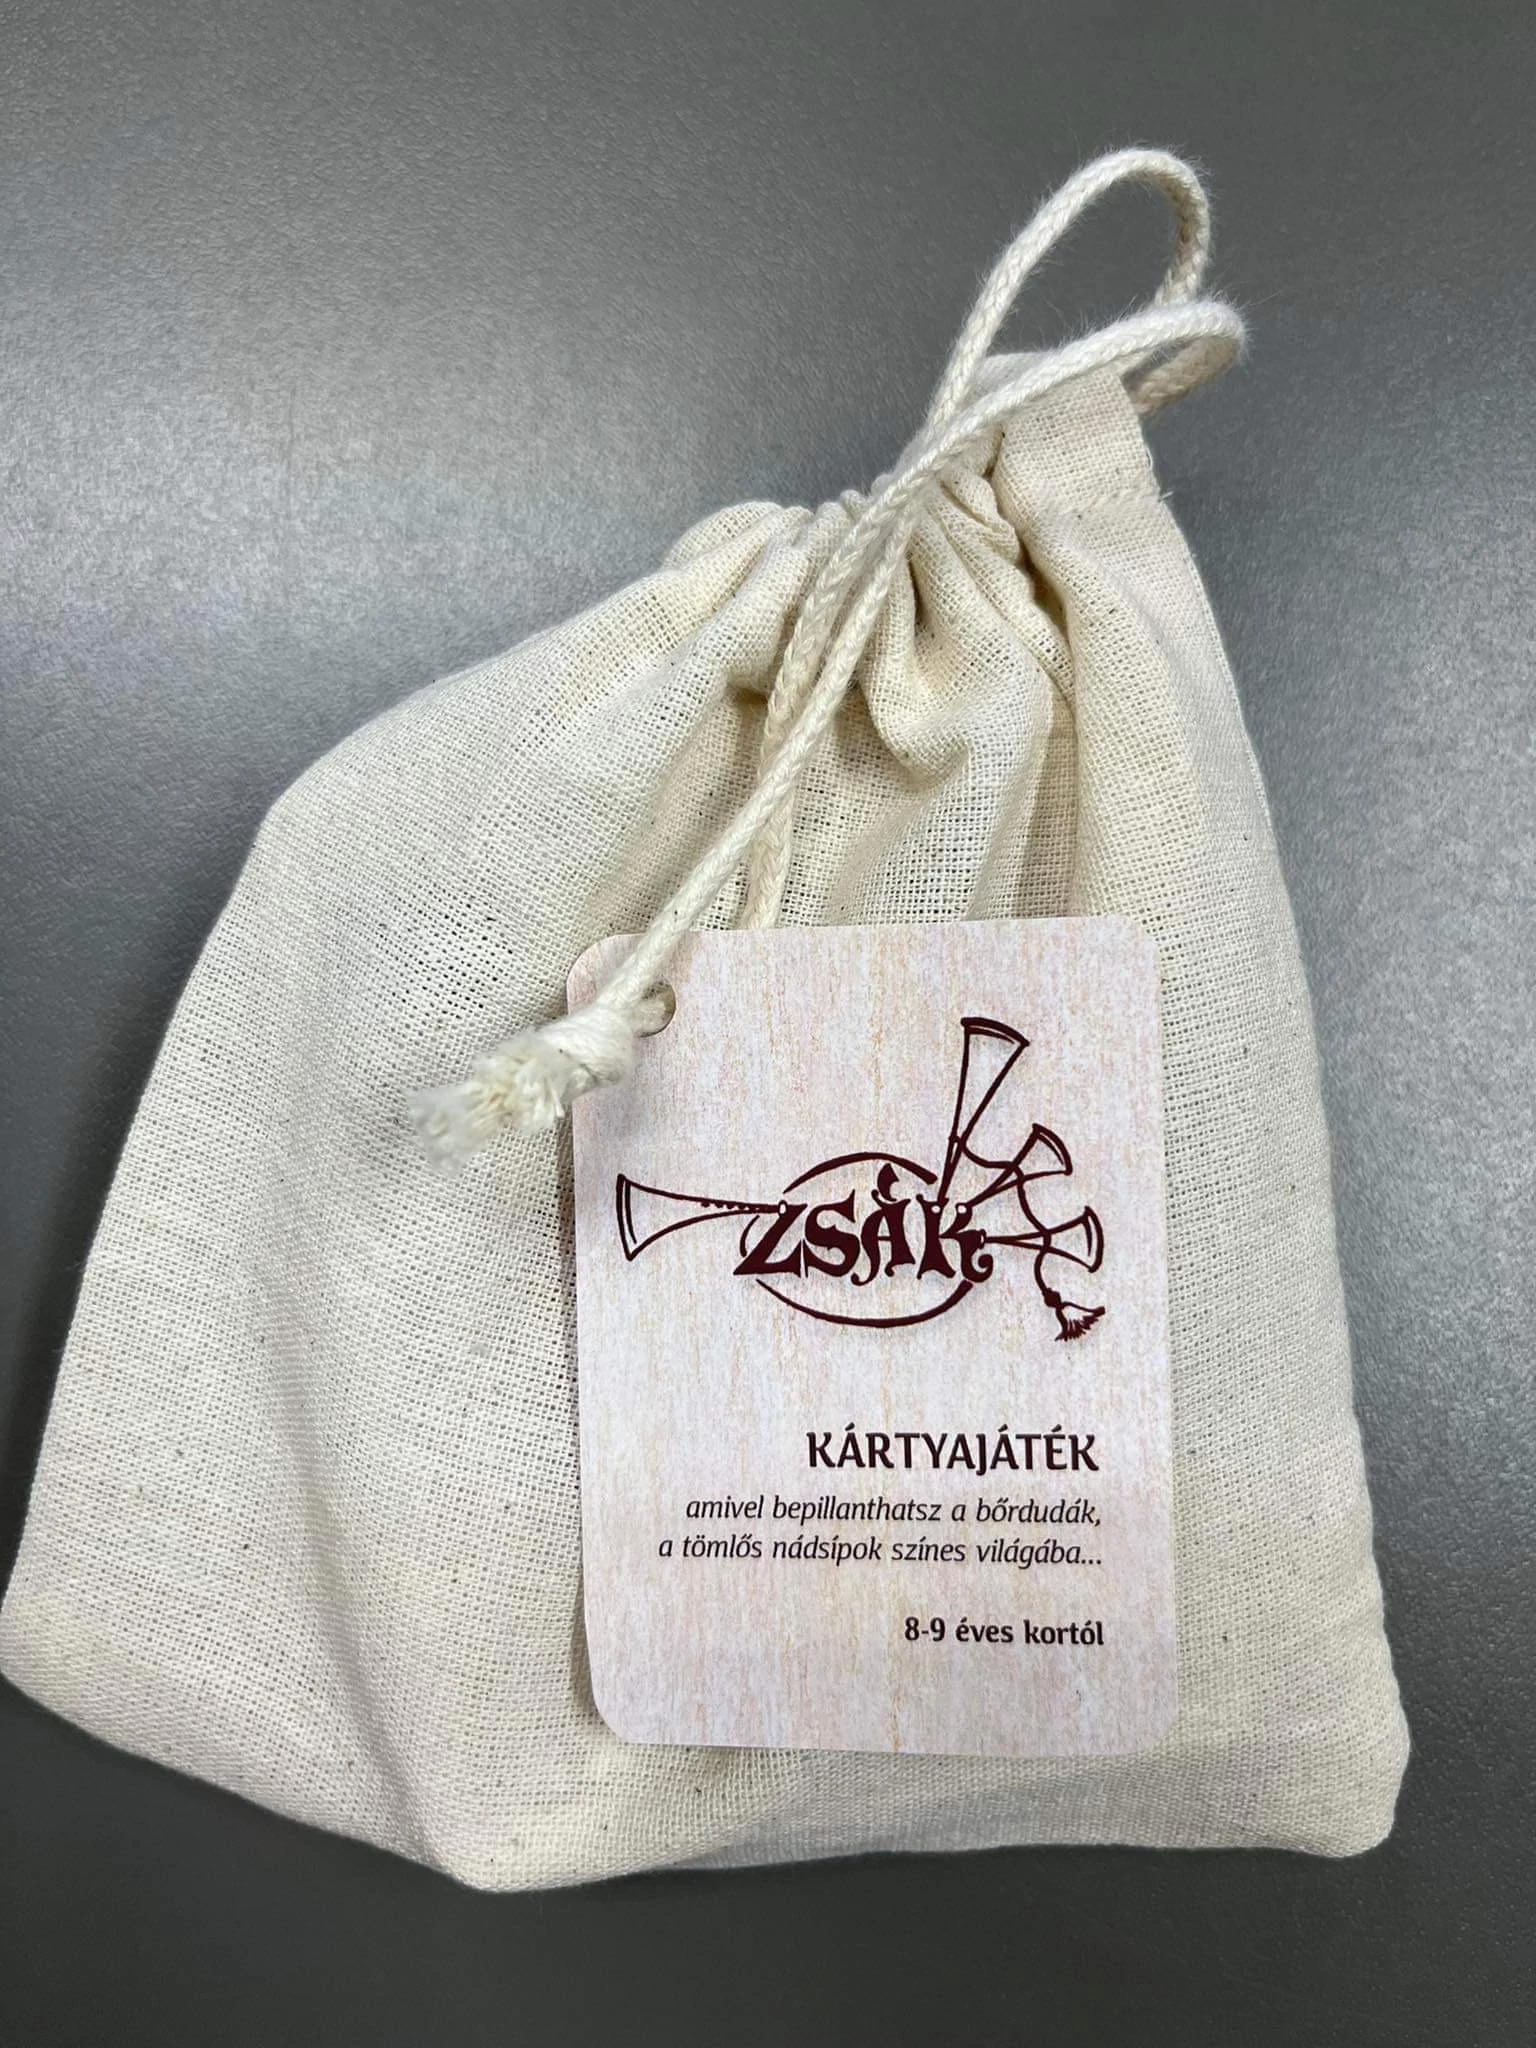 ZSÁK
KÁRTYAJÁTÉK
amivel bepillanthatsz a bőrdudák,
a tömlős nádsípok színes világába...
8-9 éves kortól